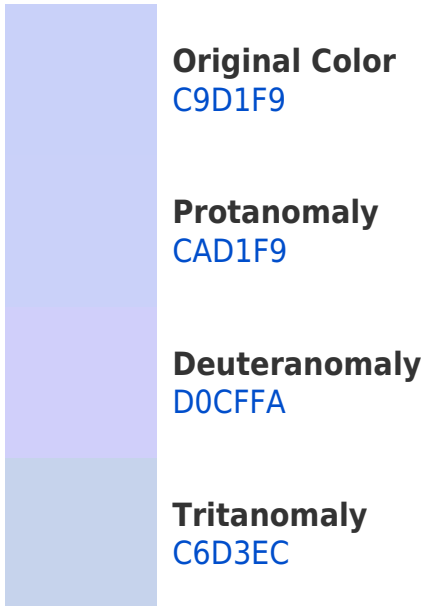 Original Color
C9D1F9
Protanomaly
CAD1F9
Deuteranomaly
D0CFFA
Tritanomaly
C6D3EC